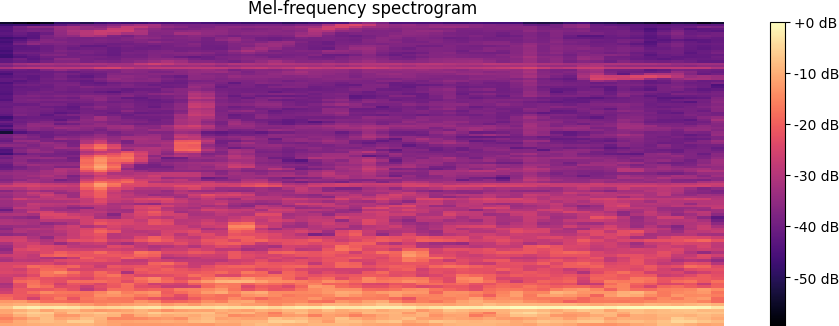 Mel-frequency spectrogram
+0 dB
-10 dB
-20 dB
-30 dB
-40 dB
-50 dB